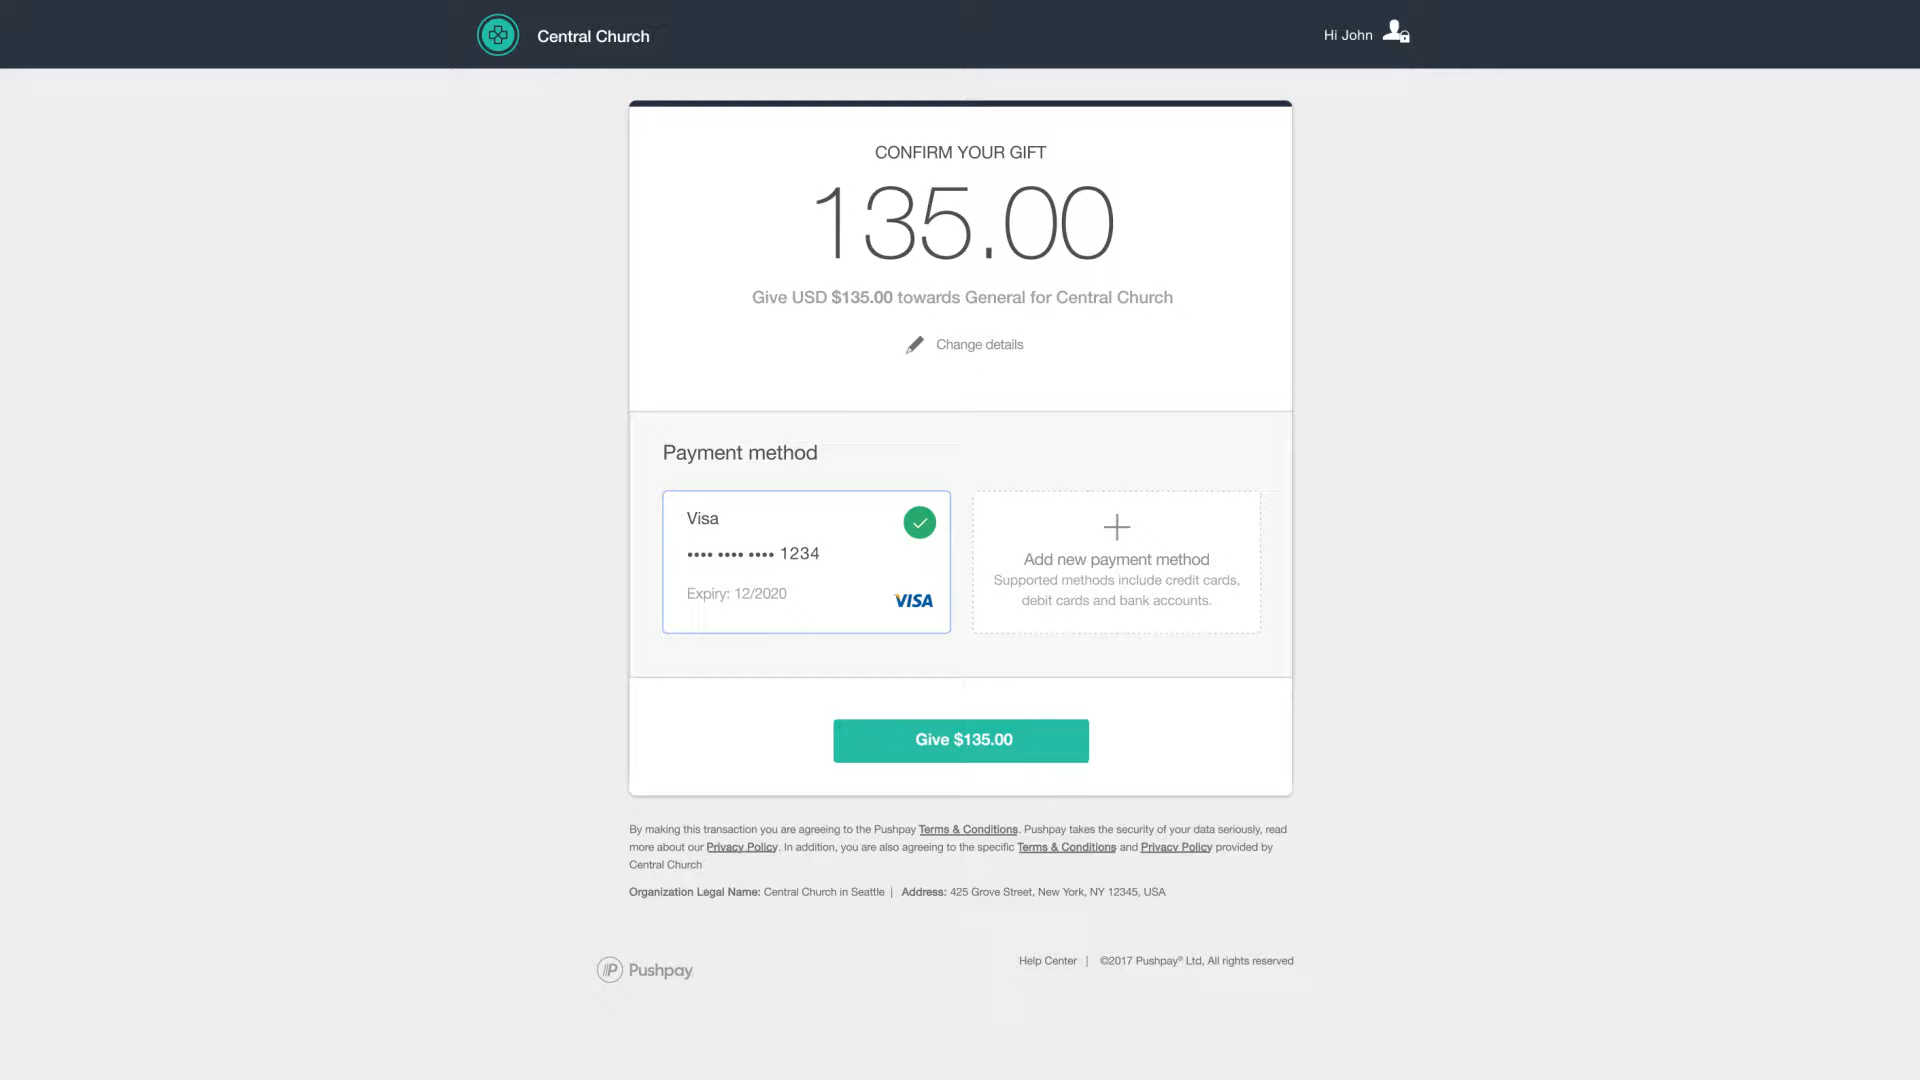 Central Church
Hi John
CONFIRM YOUR GIFT
135.00
Give USD $135.00 towards General for Central Church
Change details
Payment method
Visa
•••• •••• •••• 1234
Expiry: 12/2020
VISA
Add new payment method
Supported methods include credit cards,
debit cards and bank accounts.
Give $135.00
By making this transaction you are agreeing to the Pushpay Terms & Conditions. Pushpay takes the security of your data seriously, read
more about our Privacy Policy. In addition, you are also agreeing to the specific Terms & Conditions and Privacy Policy provided by
Central Church
Organization Legal Name: Central Church in Seattle | Address: 425 Grove Street, New York, NY 12345, USA
Pushpay
Help Center | ©2017 Pushpay® Ltd, All rights reserved